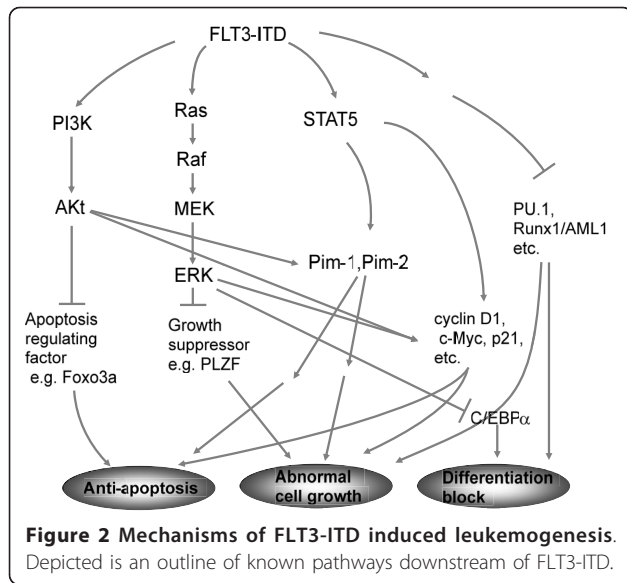 FLT3-ITD
PI3K
Ras
STAT5
Raf
AKt
MEK
PU.1,
Runx1/AML1
etc.
ERK
Pim-1,Pim-2
Apoptosis
regulating
factor
e.g. Foxo3a
Growth
suppressor
e.g. PLZF
cyclin D1,
c-Myc, p21,
etc.
C/EBPα
Anti-apoptosis
Abnormal
cell growth
Differentiation
block
Figure 2 Mechanisms of FLT3-ITD induced leukemogenesis.
Depicted is an outline of known pathways downstream of FLT3-ITD.